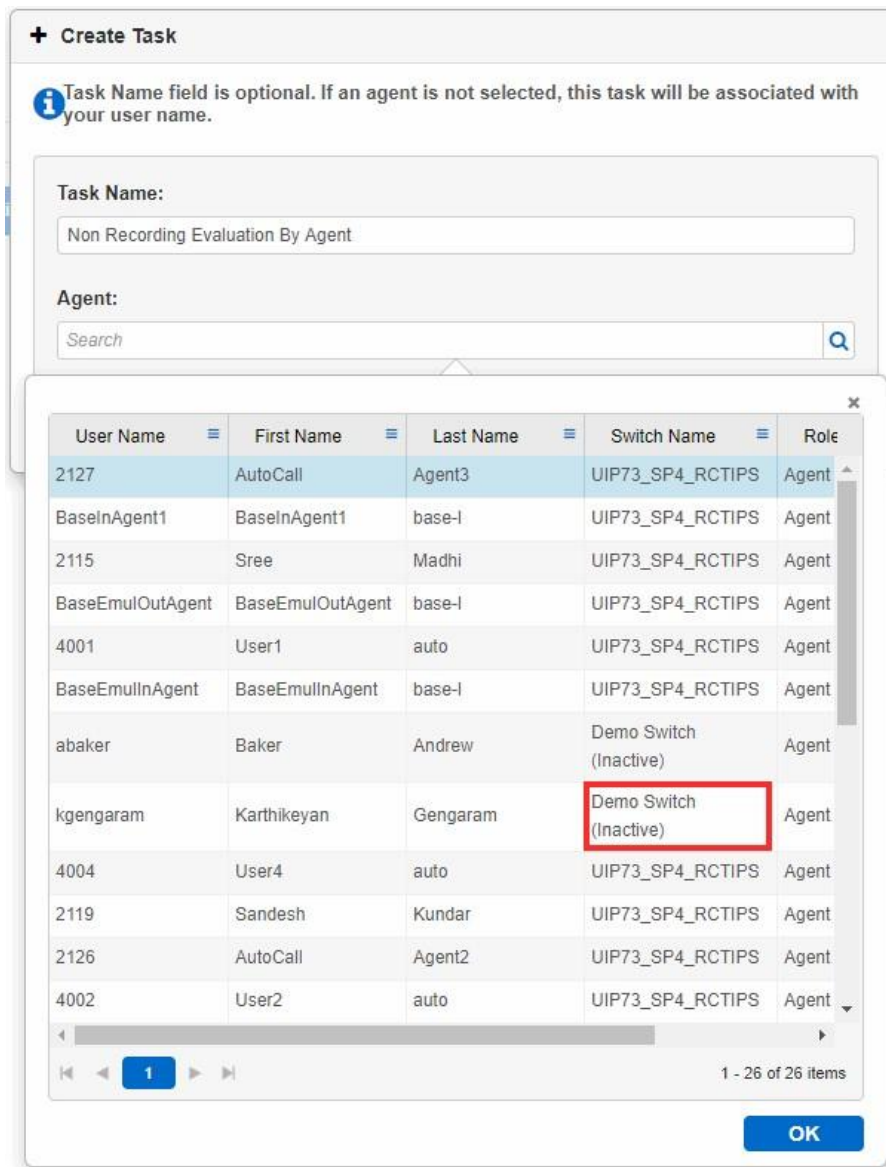 + Create Task
Task Name field is optional. If an agent is not selected, this task will be associated with
your user name.
Task Name:
Non Recording Evaluation By Agent
Agent:
Search
User Name First Name Last Name Switch Name Role
2127 AutoCall Agent3 UIP73_SP4_RCTIPS Agent
BaseInAgent1 BaseInAgent1 base-I UIP73_SP4_RCTIPS Agent
2115 Sree Madhi UIP73_SP4_RCTIPS Agent
BaseEmulOutAgent BaseEmulOutAgent base-I UIP73_SP4_RCTIPS Agent
4001 User1 auto UIP73_SP4_RCTIPS Agent
BaseEmulInAgent BaseEmulInAgent base-I UIP73_SP4_RCTIPS Agent
abaker Baker Andrew Demo Switch
(Inactive) Agent
kgengaram Karthikeyan Gengaram Demo Switch
(Inactive) Agent
4004 User4 auto UIP73_SP4_RCTIPS Agent
2119 Sandesh Kundar UIP73_SP4_RCTIPS Agent
2126 AutoCall Agent2 UIP73_SP4_RCTIPS Agent
4002 User2 auto UIP73_SP4_RCTIPS Agent
1 1 - 26 of 26 items
OK